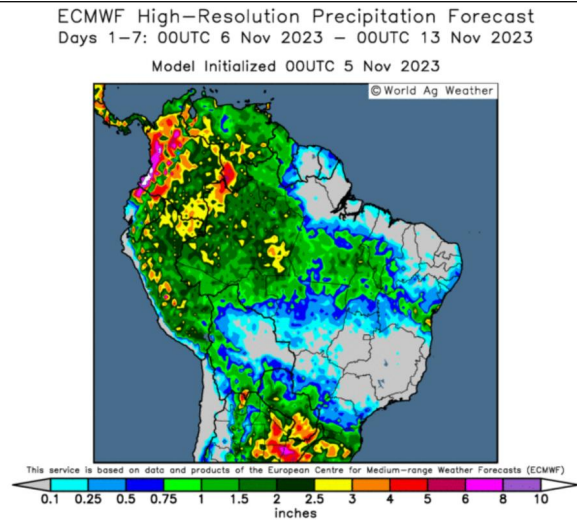 ECMWF High-Resolution Precipitation Forecast
Days 1-7: 00UTC 6 Nov 2023 - 00UTC 13 Nov 2023
Model Initialized 00UTC 5 Nov 2023
© World Ag Weather
This service is based on data and products of the European Centre for Medium-range Weather Forecasts (ECMWF)
0.1 0.25 0.5 0.75 1 1.5 2 2.5 3 4 5 6 8 10
inches